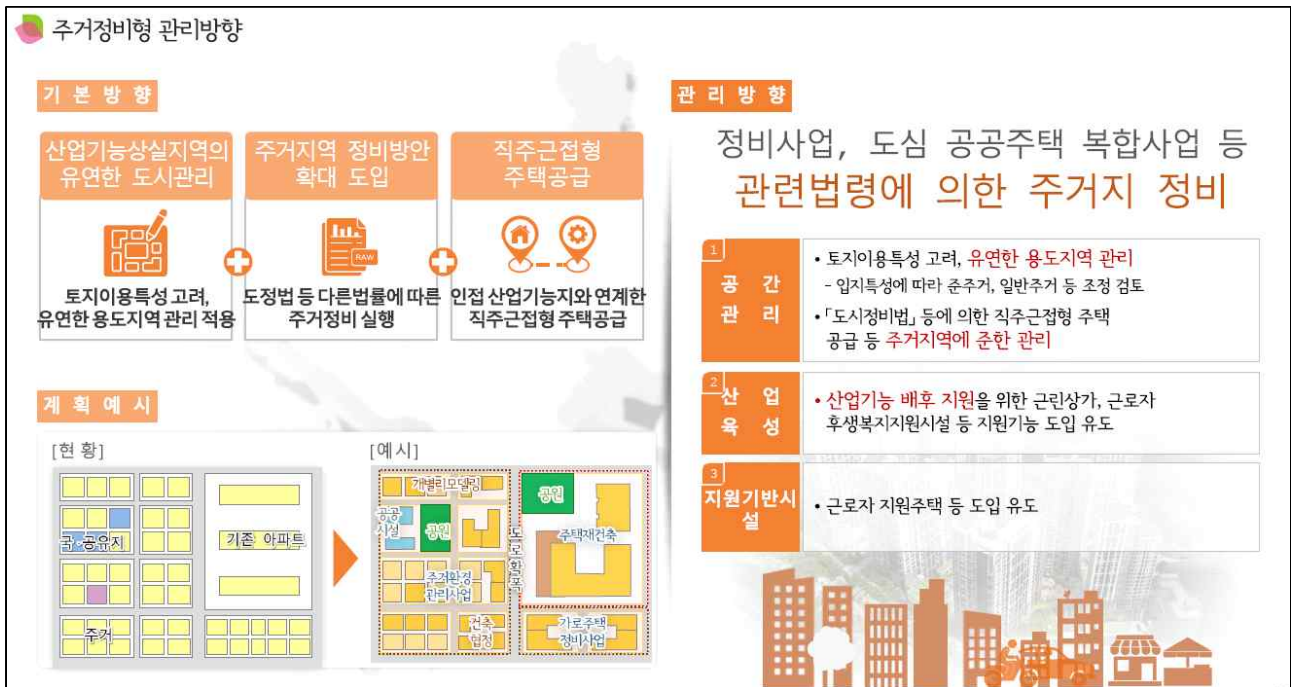 주거정비형 관리방향
기 본 방 향
산업기능상실지역의
유연한 도시관리
토지이용특성 고려,
유연한 용도지역 관리 적용
주거지역 정비방안
확대 도입
RAW
도정법 등 다른법률에 따른
주거정비 실행
직주근접형
주택공급
인접 산업기능지와 연계한
직주근접형 주택공급
계 획 예 시
[현 황]
국·공유지
기존 아파트
주거
[예 시]
개별리모델링
공공
시설
공원
주거환경
관리사업
건축
협정
도로확폭
공원
주택재건축
가로주택
정비사업
관 리 방 향
정비사업, 도심 공공주택 복합사업 등
관련법령에 의한 주거지 정비
1
공 간
관 리
• 토지이용특성 고려, 유연한 용도지역 관리
- 입지특성에 따라 준주거, 일반주거 등 조정 검토
• 「도시정비법」 등에 의한 직주근접형 주택
공급 등 주거지역에 준한 관리
2
산 업
육 성
• 산업기능 배후 지원을 위한 근린상가, 근로자
후생복지지원시설 등 지원기능 도입 유도
3
지원기반시
설
• 근로자 지원주택 등 도입 유도